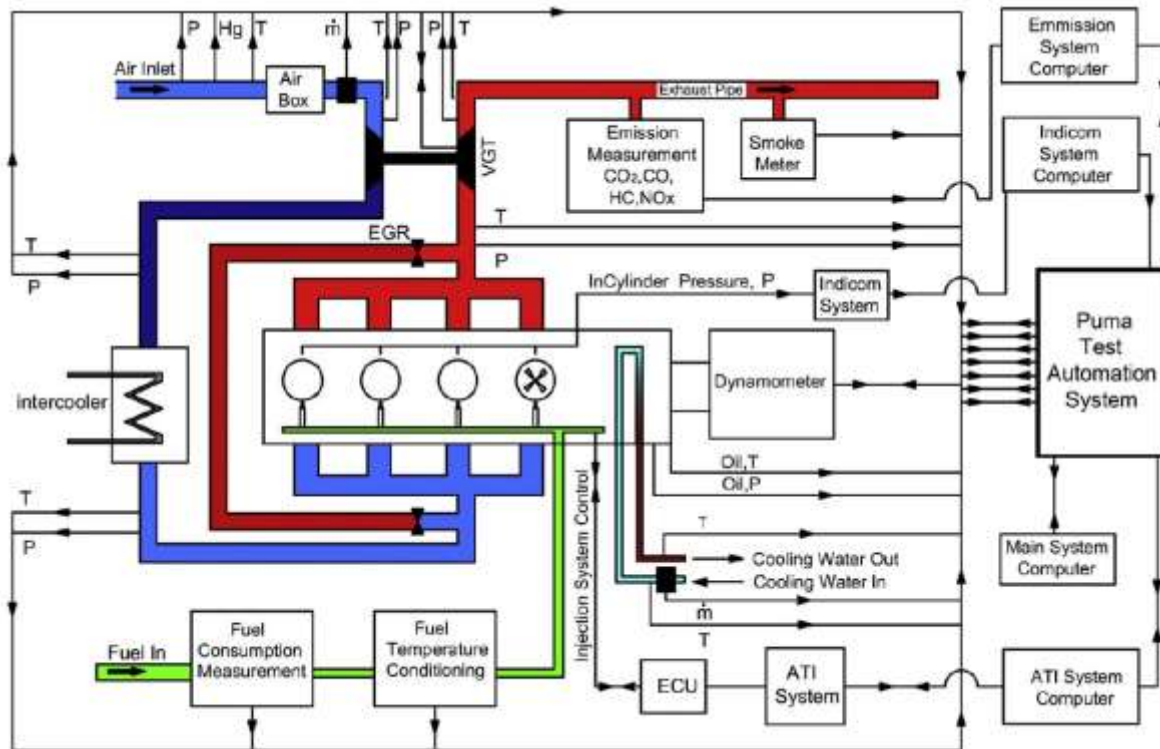 P Hg T ṁ T P P T
Air Inlet
Air
Box
Exhaust Pipe
VGT
Emission
Measurement
CO₂,CO,
HC,NOx
Smoke
Meter
Emmission
System
Computer
Indicom
System
Computer
T
P
EGR
T
P
InCylinder Pressure, P
Indicom
System
Puma
Test
Automation
System
intercooler
Dynamometer
Oil,T
Oil,P
T
P
Injection System Control
T
Cooling Water Out
Cooling Water In
ṁ
T
Main System
Computer
Fuel In
Fuel
Consumption
Measurement
Fuel
Temperature
Conditioning
ECU
ATI
System
ATI System
Computer